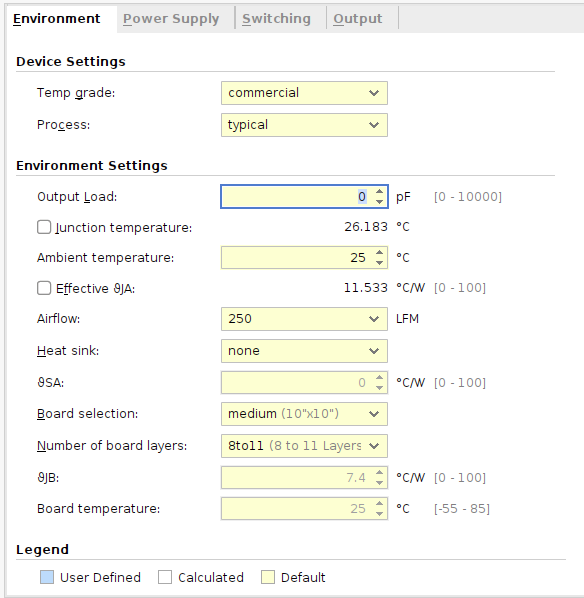 Environment Power Supply Switching Output
Device Settings
Temp grade: commercial
Process: typical
Environment Settings
Output Load: 0 pF [0 - 10000]
Junction temperature: 26.183 °C
Ambient temperature: 25 °C
Effective ϑJA: 11.533 °C/W [0 - 100]
Airflow: 250 LFM
Heat sink: none
ϑSA: 0 °C/W [0 - 100]
Board selection: medium (10"x10")
Number of board layers: 8to11 (8 to 11 Layers
ϑJB: 7.4 °C/W [0 - 100]
Board temperature: 25 °C [-55 - 85]
Legend
User Defined Calculated Default